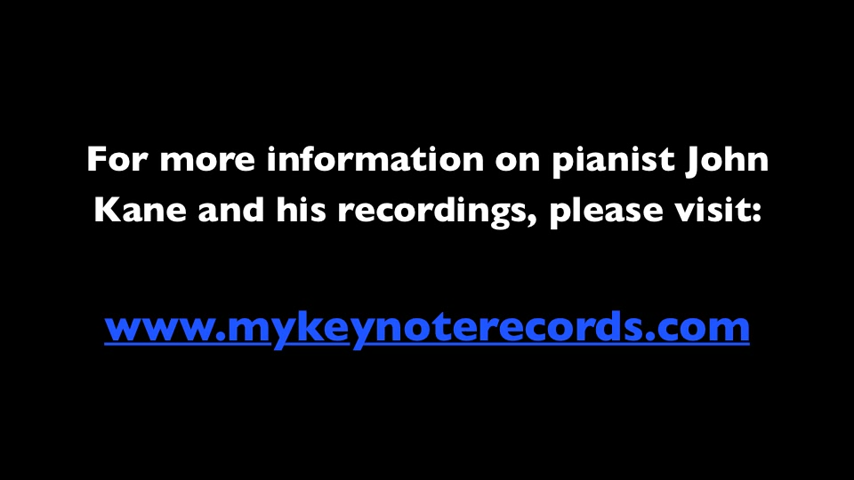 For more information on pianist John
Kane and his recordings, please visit:
www.mykeynoterecords.com